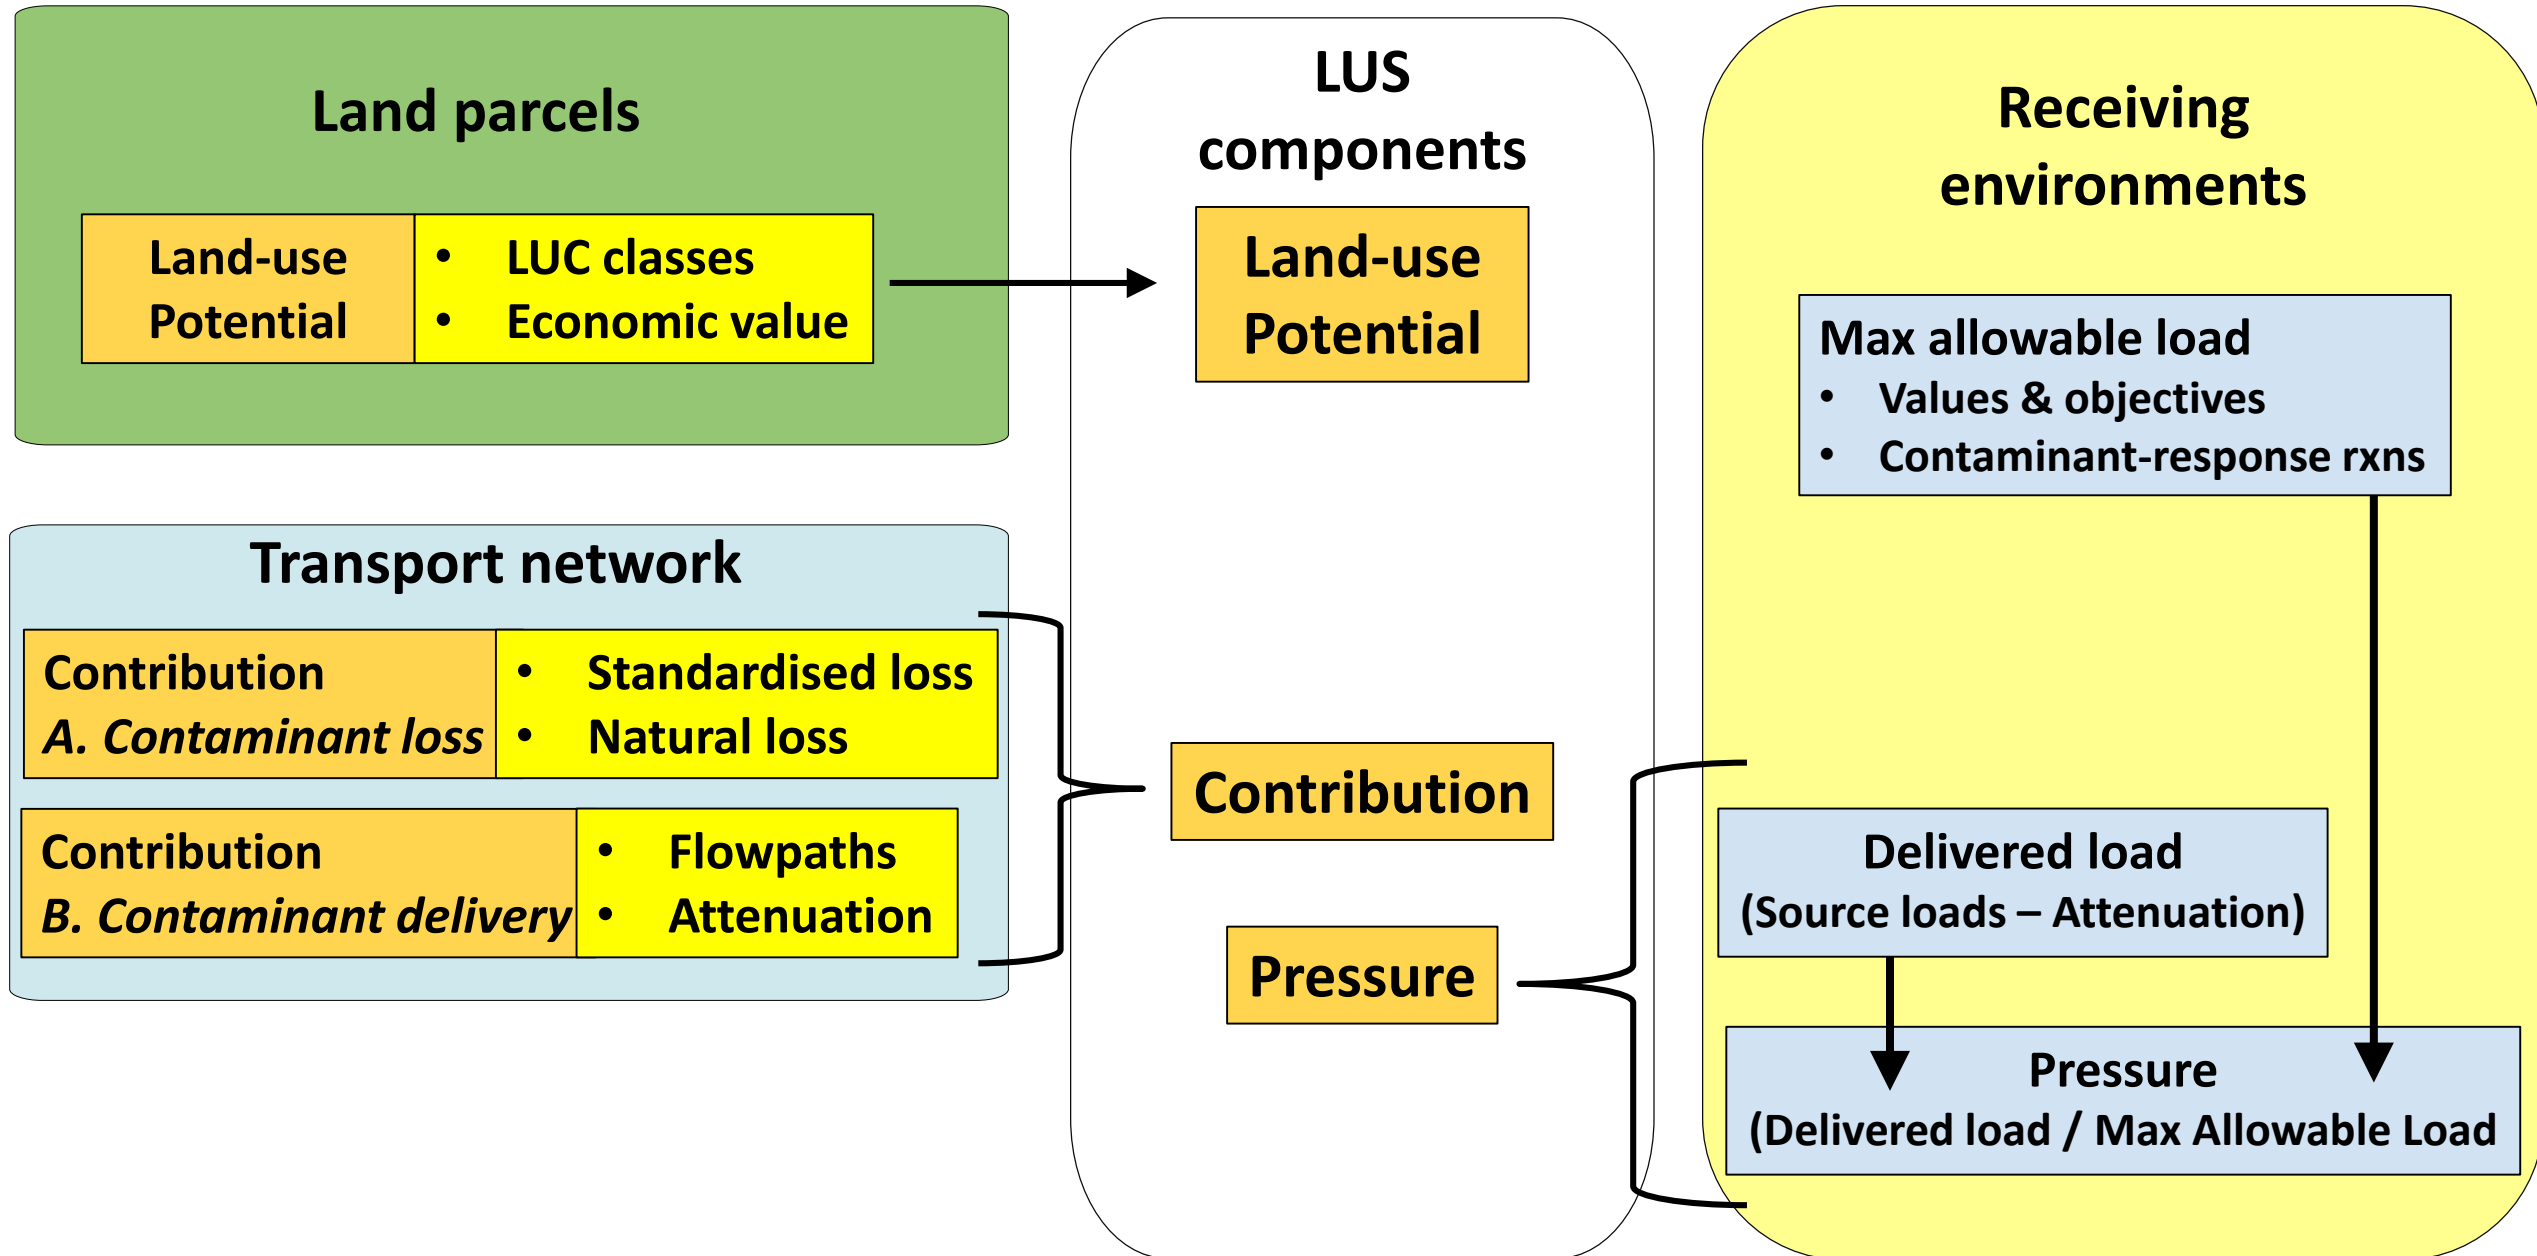 Land parcels
Land-use
Potential
• LUC classes
• Economic value
Transport network
Contribution
A. Contaminant loss
• Standardised loss
• Natural loss
Contribution
B. Contaminant delivery
• Flowpaths
• Attenuation
LUS
components
Land-use
Potential
Contribution
Pressure
Receiving
environments
Max allowable load
• Values & objectives
• Contaminant-response rxns
Delivered load
(Source loads – Attenuation)
Pressure
(Delivered load / Max Allowable Load